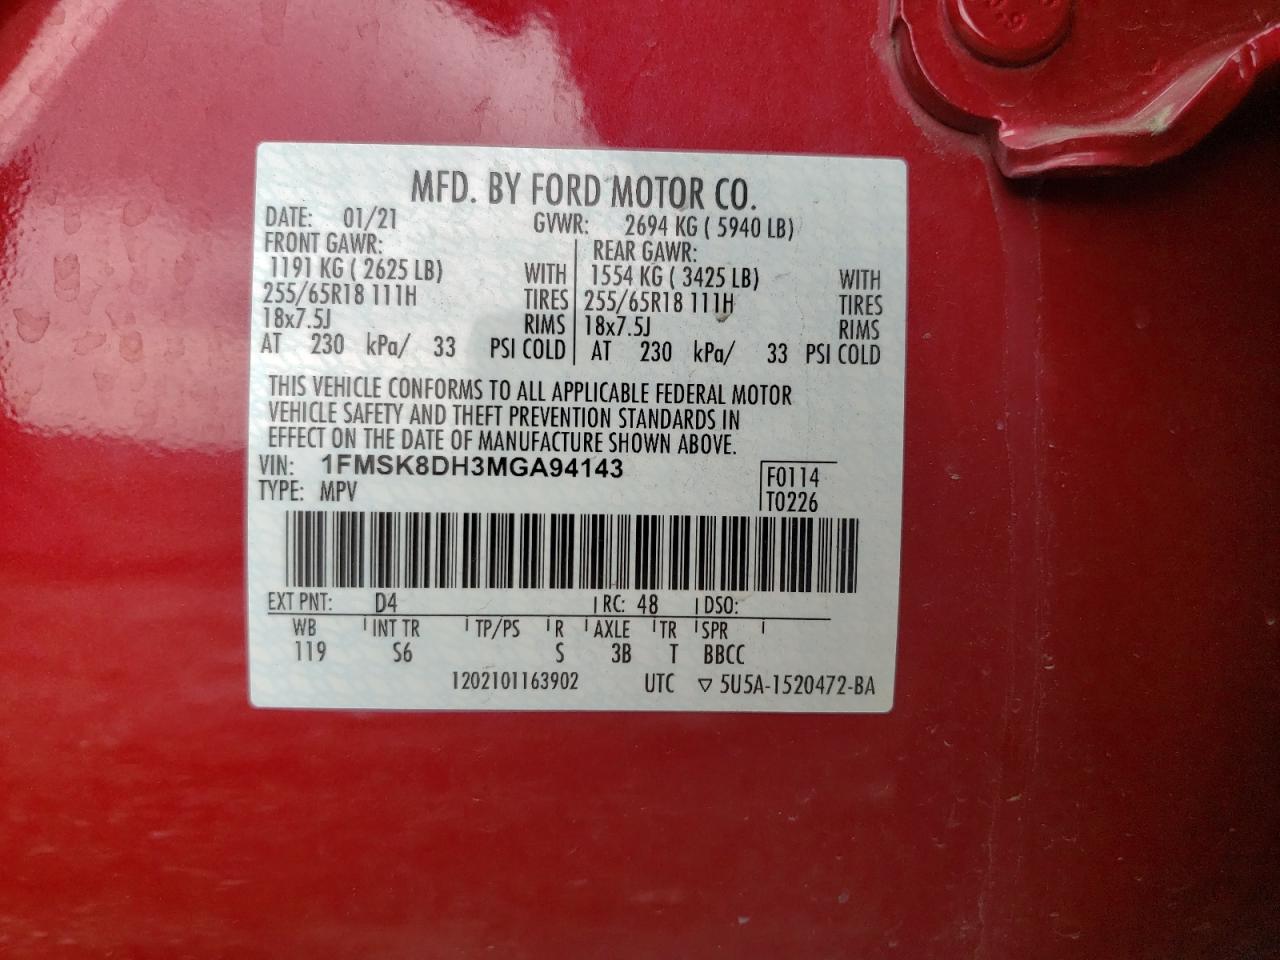 MFD. BY FORD MOTOR CO.
DATE: 01/21 GVWR: 2694 KG ( 5940 LB)
FRONT GAWR: REAR GAWR:
1191 KG ( 2625 LB) WITH 1554 KG ( 3425 LB) WITH
255/65R18 111H TIRES 255/65R18 111H TIRES
18x7.5J RIMS 18x7.5J RIMS
AT 230 kPa/ 33 PSI COLD AT 230 kPa/ 33 PSI COLD
THIS VEHICLE CONFORMS TO ALL APPLICABLE FEDERAL MOTOR
VEHICLE SAFETY AND THEFT PREVENTION STANDARDS IN
EFFECT ON THE DATE OF MANUFACTURE SHOWN ABOVE.
VIN: 1FMSK8DH3MGA94143 F0114
TYPE: MPV T0226
EXT PNT: D4 RC: 48 DSO:
WB INT TR TP/PS R AXLE TR SPR
119 S6 S 3B T BBCC
1202101163902 UTC ▽ 5U5A-1520472-BA